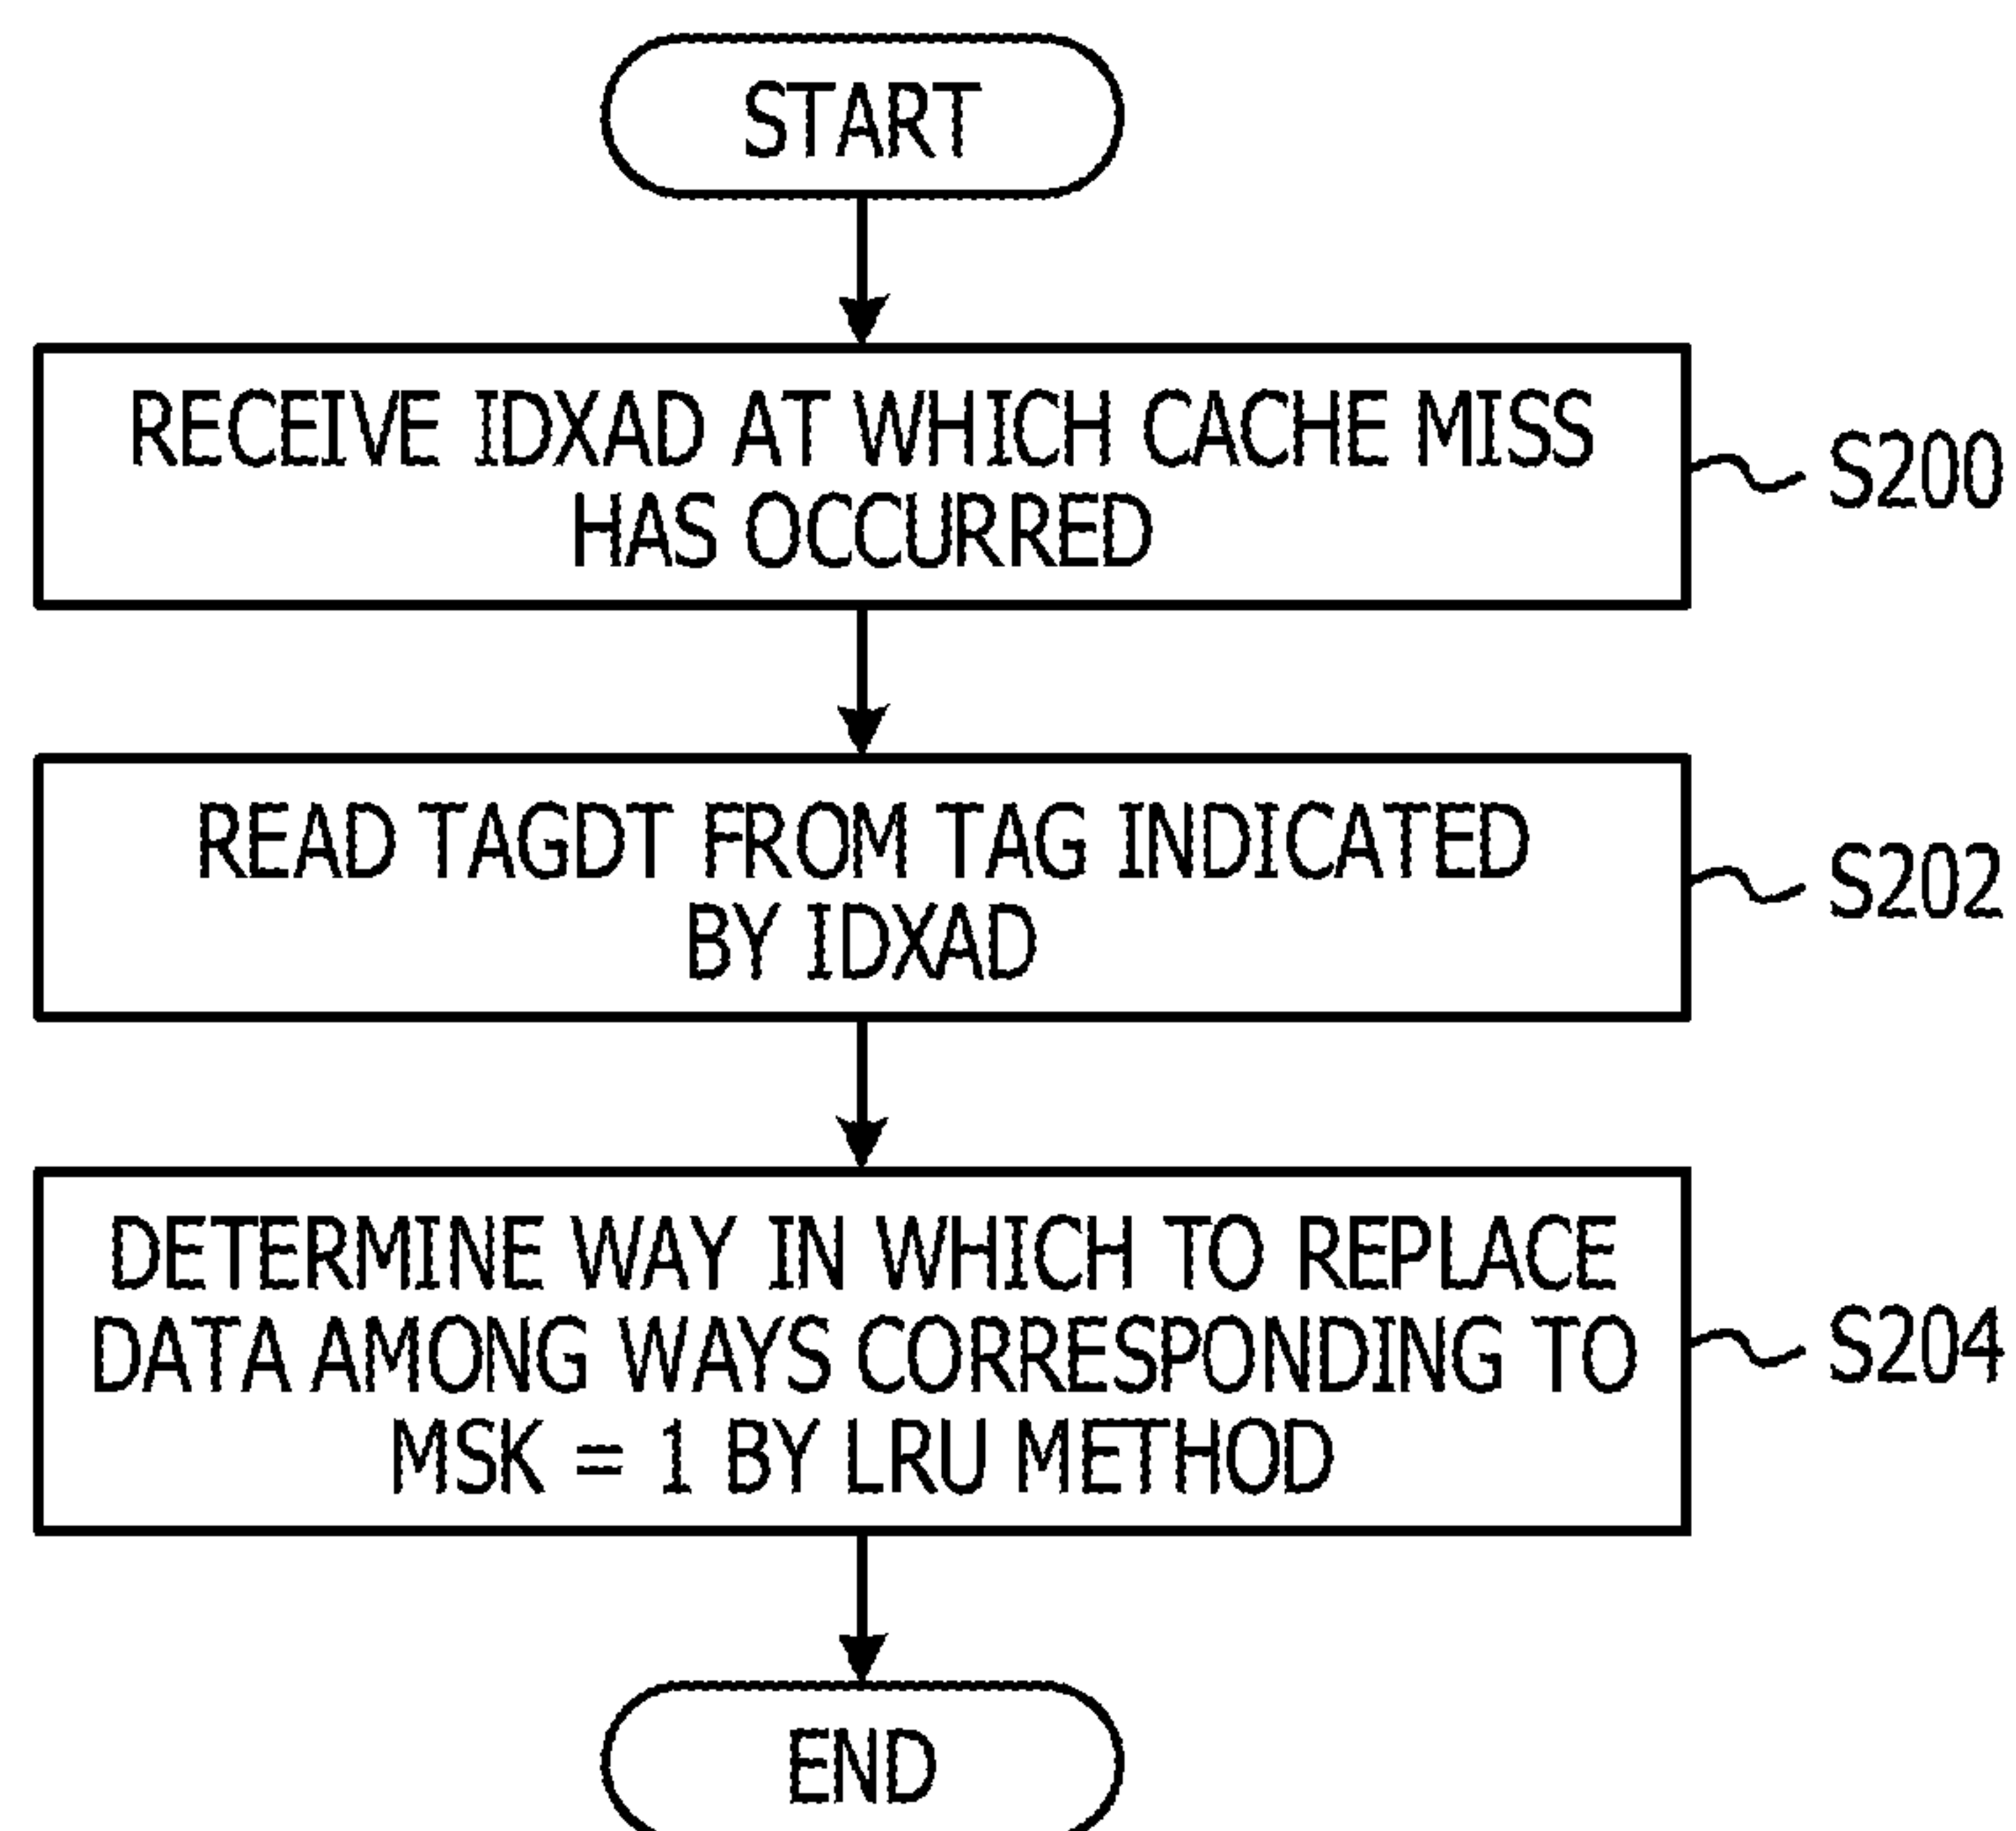 START
RECEIVE IDXAD AT WHICH CACHE MISS
HAS OCCURRED
S200
READ TAGDT FROM TAG INDICATED
BY IDXAD
S202
DETERMINE WAY IN WHICH TO REPLACE
DATA AMONG WAYS CORRESPONDING TO
MSK = 1 BY LRU METHOD
S204
END